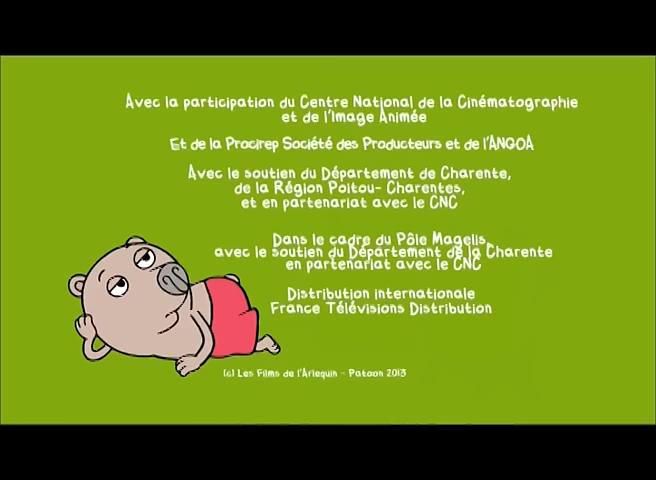 Avec la participation du Centre National de la Cinématographie
et de l'Image Animée
Et de la Procirep Société des Producteurs et de l'ANGOA
Avec le soutien du Département de Charente,
de la Région Poitou- Charentes,
et en partenariat avec le CNC
Dans le cadre du Pôle Magelis,
avec le soutien du Département de la Charente
en partenariat avec le CNC
Distribution internationale
France Télévisions Distribution
(c) Les Films de l'Arlequin - Patoon 2013